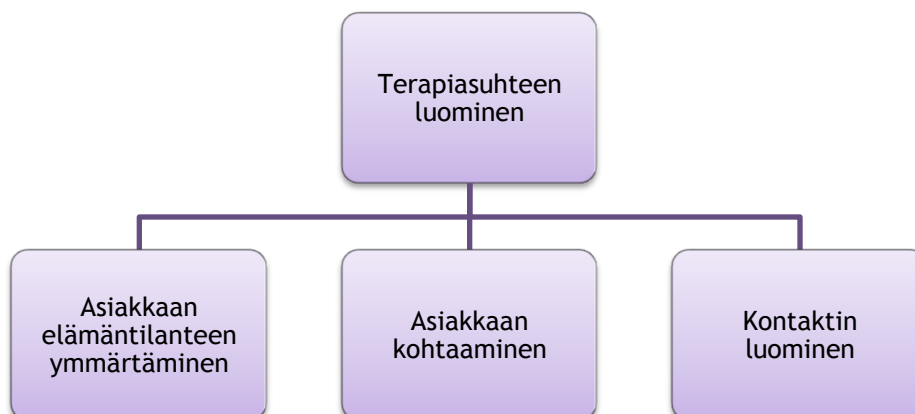 Terapiasuhteen
luominen
Asiakkaan
elämäntilanteen
ymmärtäminen
Asiakkaan
kohtaaminen
Kontaktin
luominen